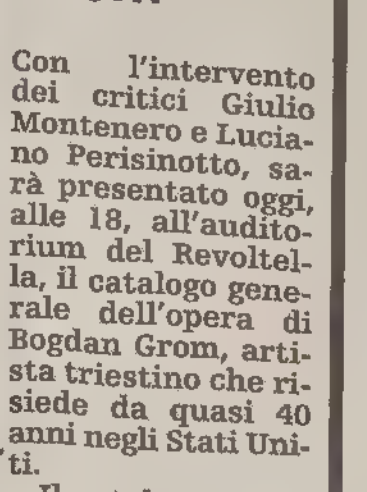 Con l'intervento
dei critici Giulio
Montenero e Lucia-
no Perisinotto, sa-
rà presentato oggi,
alle 18, all'audito-
rium del Revoltel-
la, il catalogo gene-
rale dell'opera di
Bogdan Grom, arti-
sta triestino che ri-
siede da quasi 40
anni negli Stati Uni-
ti.